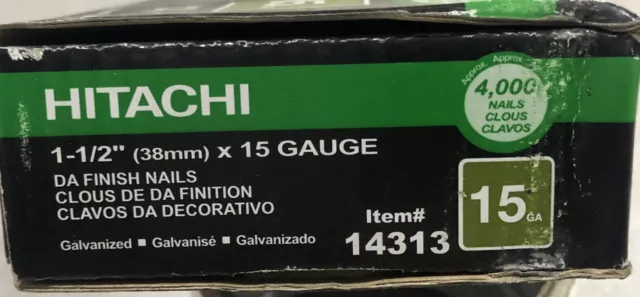 HITACHI
1-1/2" (38mm) x 15 GAUGE
DA FINISH NAILS
CLOUS DE DA FINITION
CLAVOS DA DECORATIVO
Galvanized ■ Galvanisé ■ Galvanizado
Item#
14313
Approx. Approx.
4,000
NAILS
CLOUS
CLAVOS
15 GA